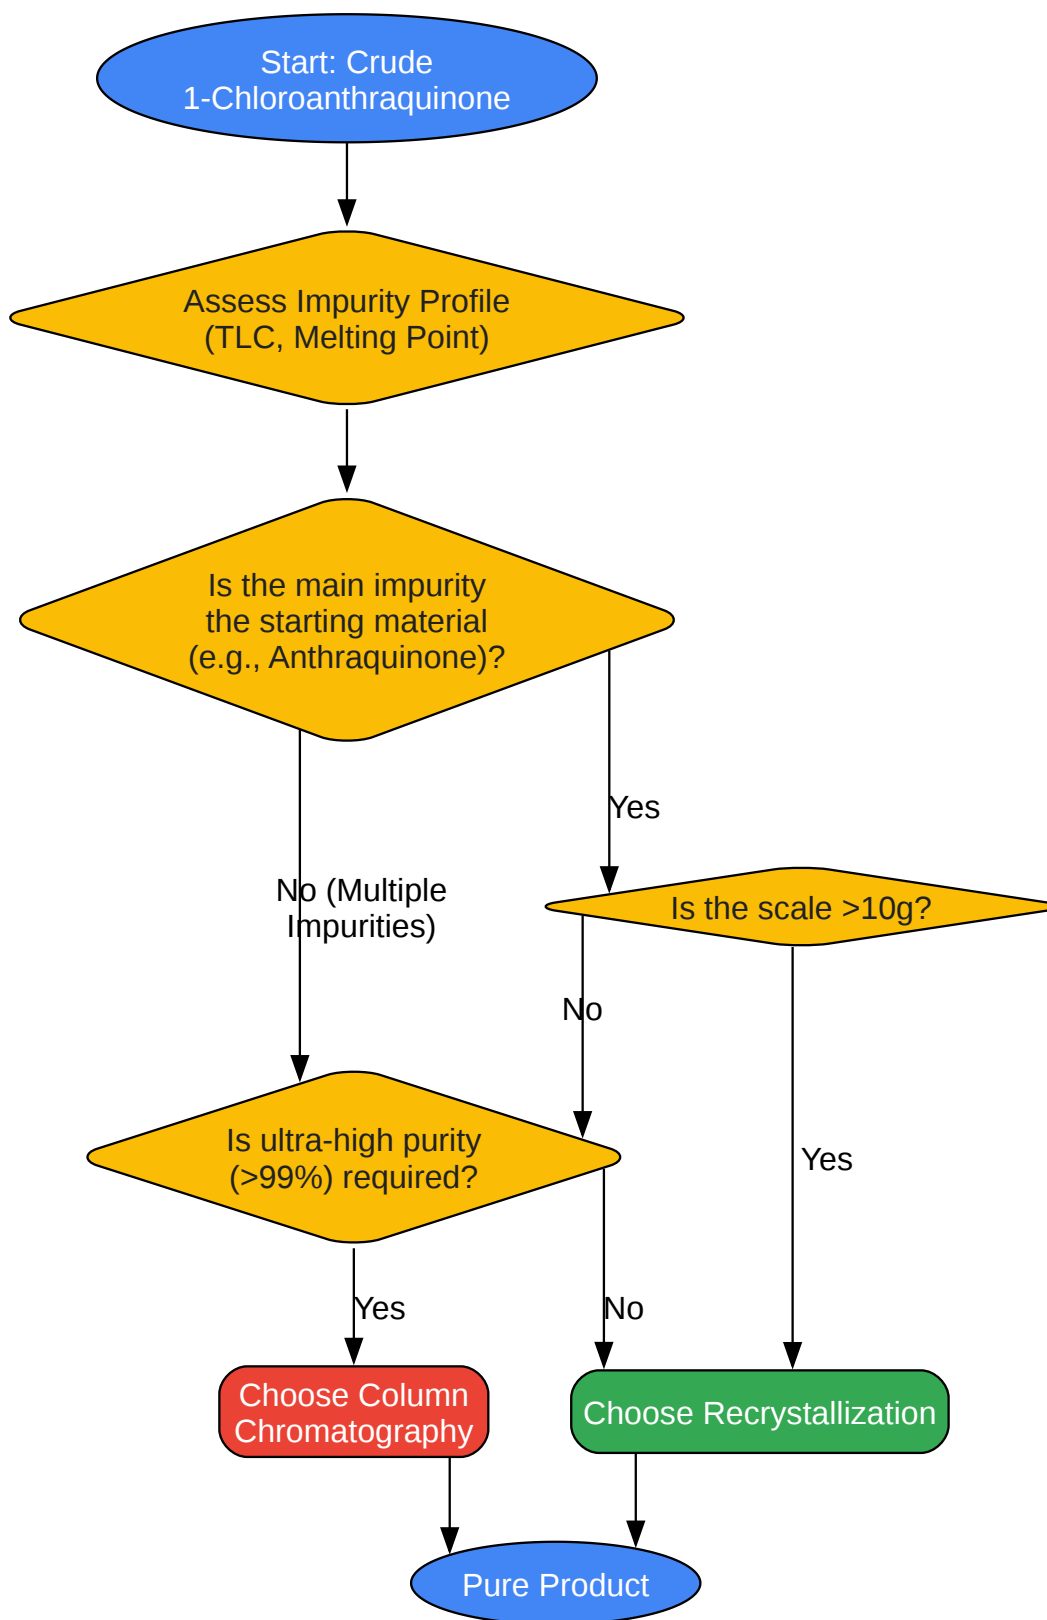 Start: Crude
1-Chloroanthraquinone
Assess Impurity Profile
(TLC, Melting Point)
Is the main impurity
the starting material
(e.g., Anthraquinone)?
Yes
No (Multiple
Impurities)
Is the scale >10g?
No
Is ultra-high purity
(>99%) required?
Yes
Yes
No
Choose Column
Chromatography
Choose Recrystallization
Pure Product